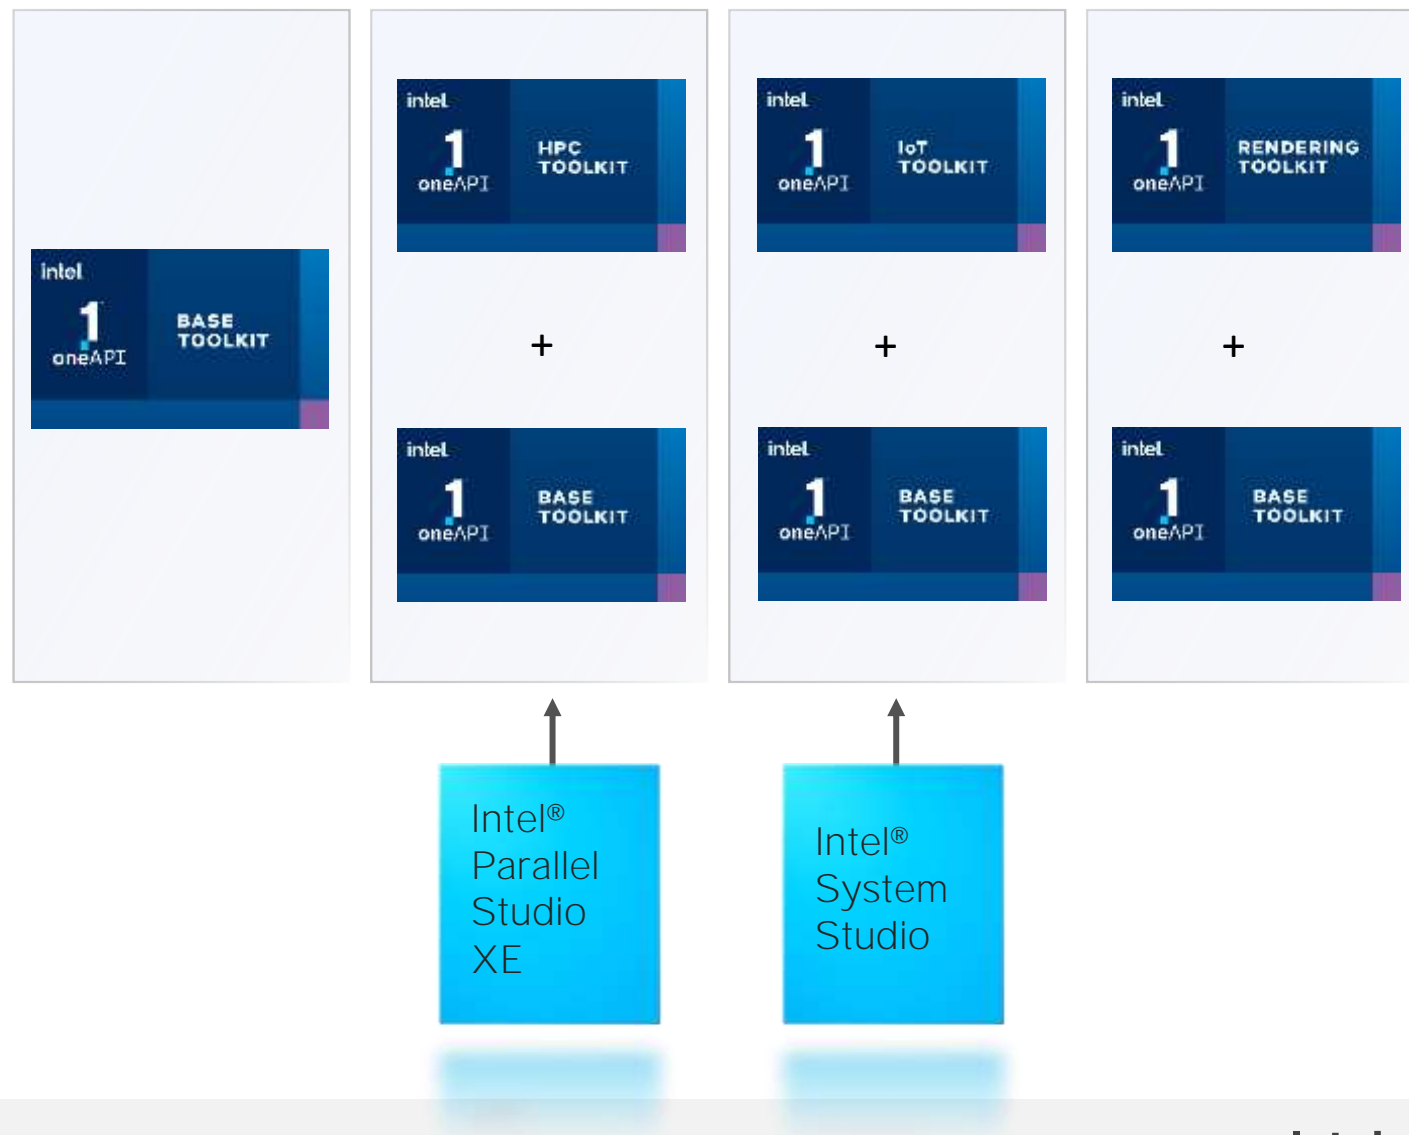 intel
1
oneAPI
BASE
TOOLKIT
intel
1
oneAPI
HPC
TOOLKIT
+
intel
1
oneAPI
BASE
TOOLKIT
intel
1
oneAPI
IoT
TOOLKIT
+
intel
1
oneAPI
BASE
TOOLKIT
intel
1
oneAPI
RENDERING
TOOLKIT
+
intel
1
oneAPI
BASE
TOOLKIT
Intel®
Parallel
Studio
XE
Intel®
System
Studio